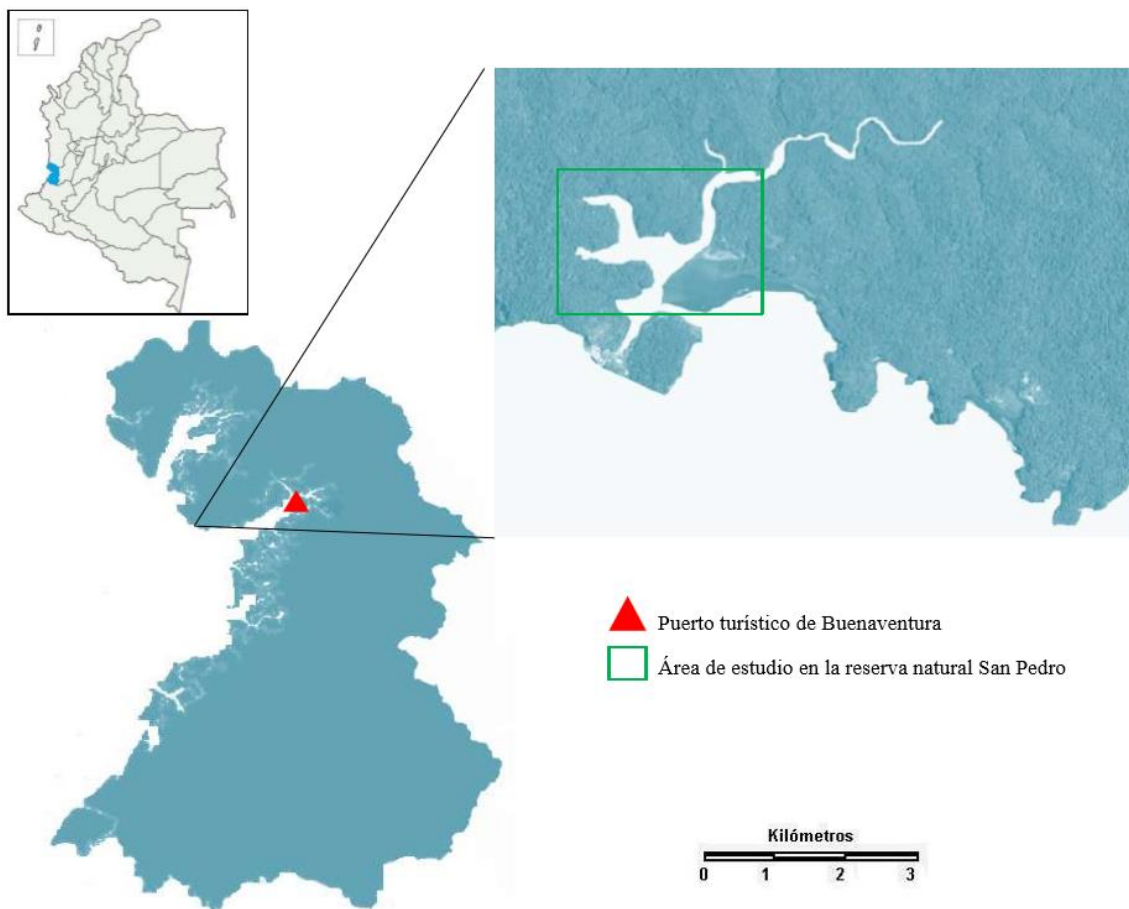 Puerto turístico de Buenaventura
Área de estudio en la reserva natural San Pedro
Kilómetros
0 1 2 3